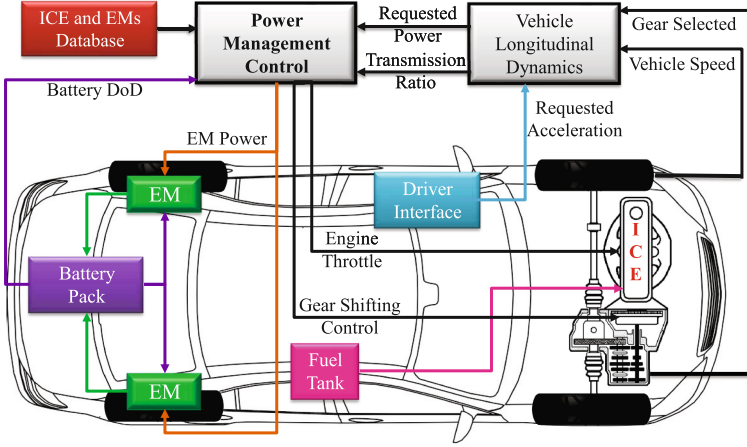 ICE and EMs
Database
Power
Management
Control
Requested
Power
Transmission
Ratio
Vehicle
Longitudinal
Dynamics
Gear Selected
Vehicle Speed
Battery DoD
EM Power
Requested
Acceleration
EM
Driver
Interface
Engine
Throttle
I
C
E
Battery
Pack
Gear Shifting
Control
Fuel
Tank
EM